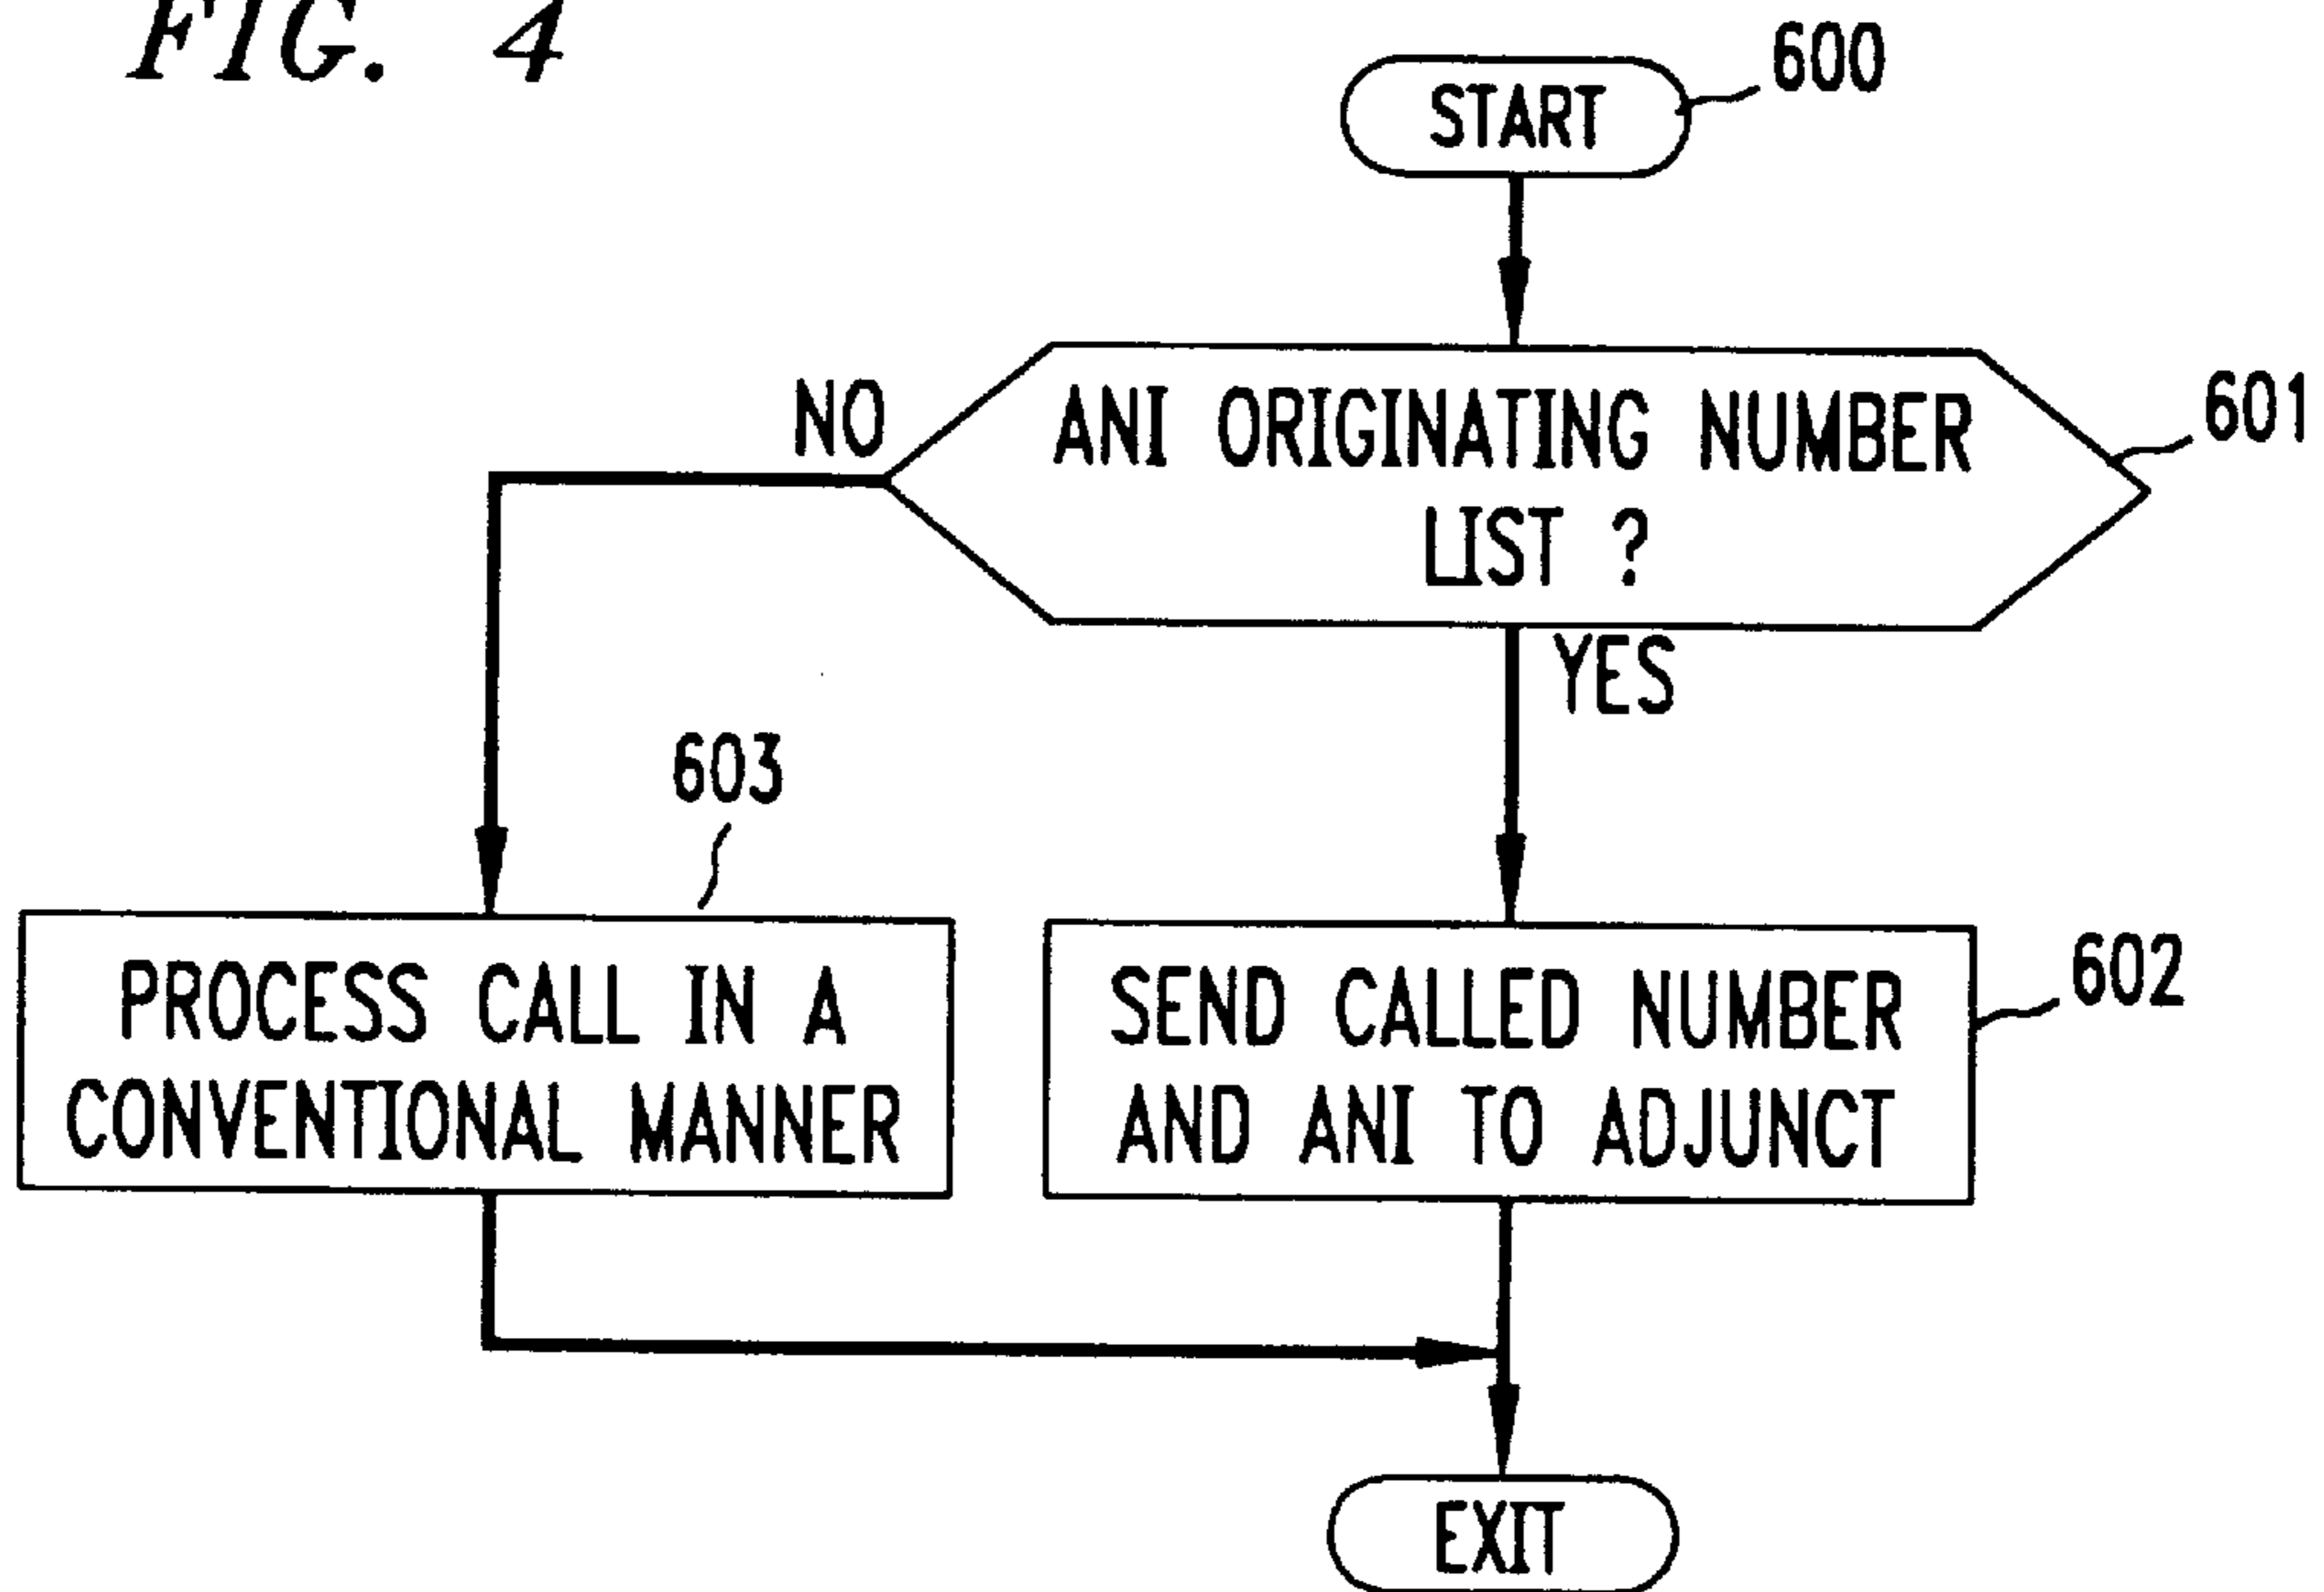 FIG. 4
START
600
ANI ORIGINATING NUMBER
LIST ?
601
NO
YES
603
PROCESS CALL IN A
CONVENTIONAL MANNER
SEND CALLED NUMBER
AND ANI TO ADJUNCT
602
EXIT